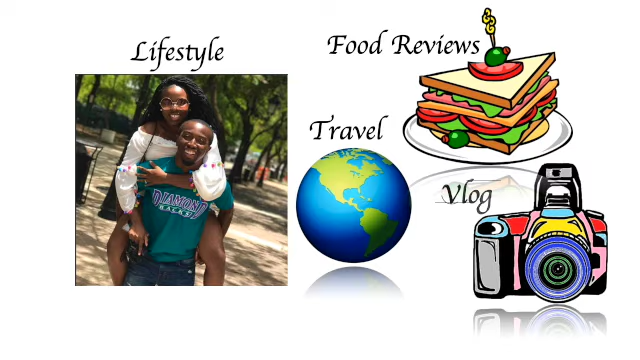 Lifestyle
Food Reviews
Travel
Vlog
DIAMOND
BACKS